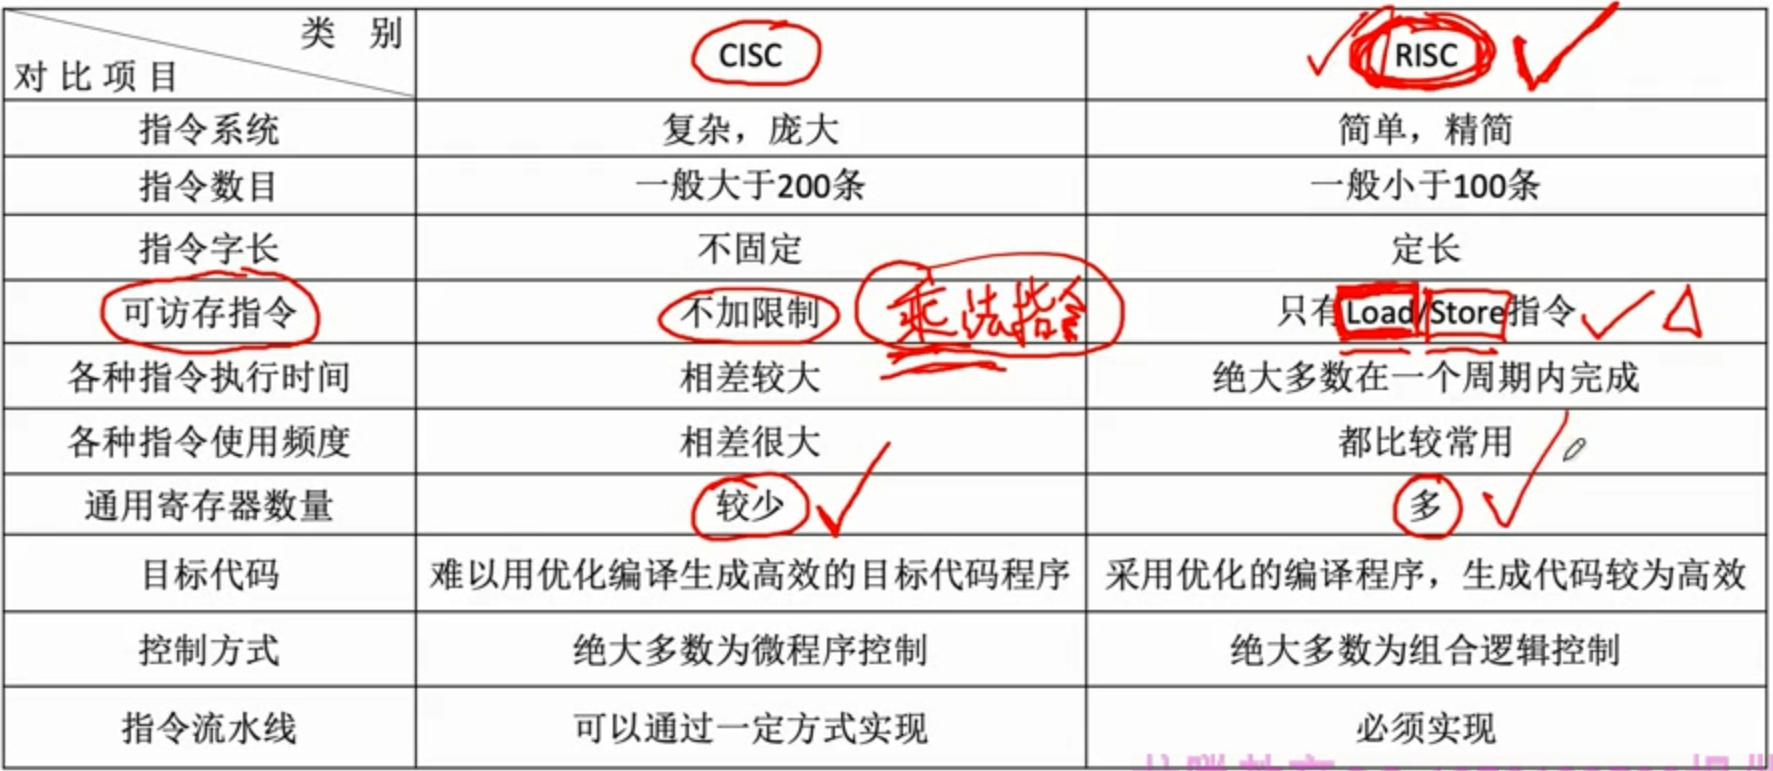 类 别
对比项目 CISC RISC
指令系统 复杂，庞大 简单，精简
指令数目 一般大于200条 一般小于100条
指令字长 不固定 定长
可访存指令 不加限制 乘法指令 只有Load/Store指令
各种指令执行时间 相差较大 绝大多数在一个周期内完成
各种指令使用频度 相差很大 都比较常用
通用寄存器数量 较少 多
目标代码 难以用优化编译生成高效的目标代码程序 采用优化的编译程序，生成代码较为高效
控制方式 绝大多数为微程序控制 绝大多数为组合逻辑控制
指令流水线 可以通过一定方式实现 必须实现